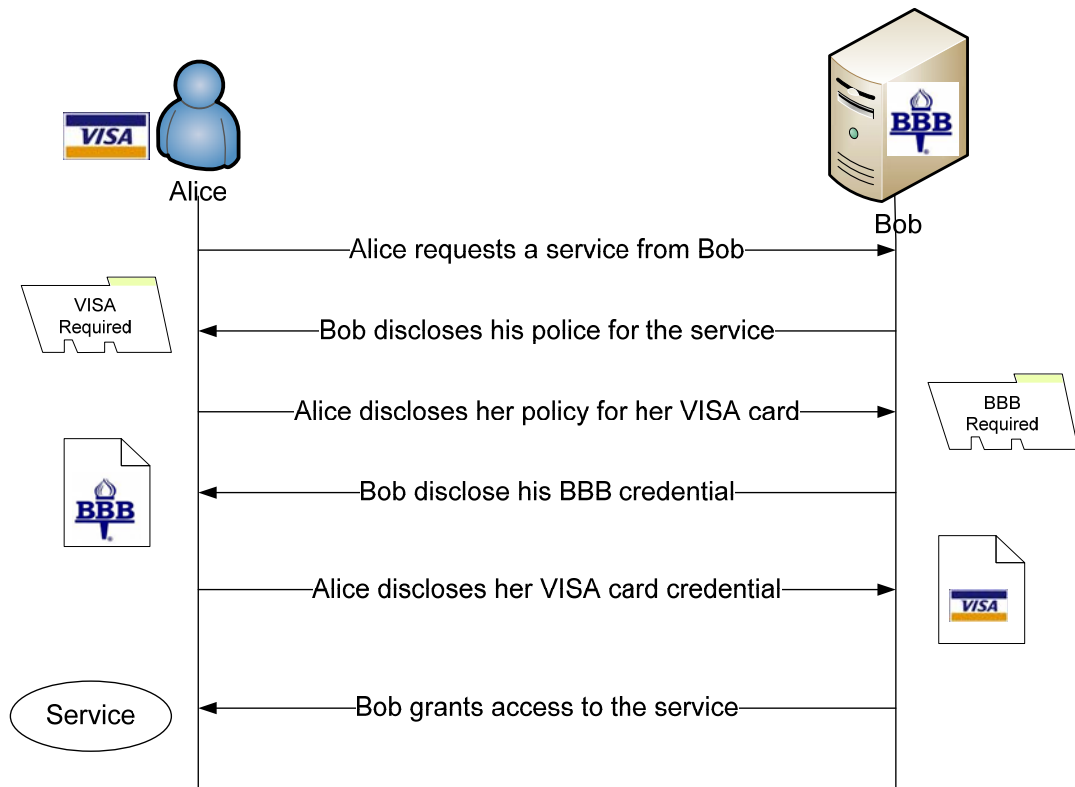 VISA
BBB
Alice
Bob
Alice requests a service from Bob
VISA
Required
Bob discloses his police for the service
Alice discloses her policy for her VISA card
BBB
Required
BBB
Bob disclose his BBB credential
Alice discloses her VISA card credential
VISA
Service
Bob grants access to the service